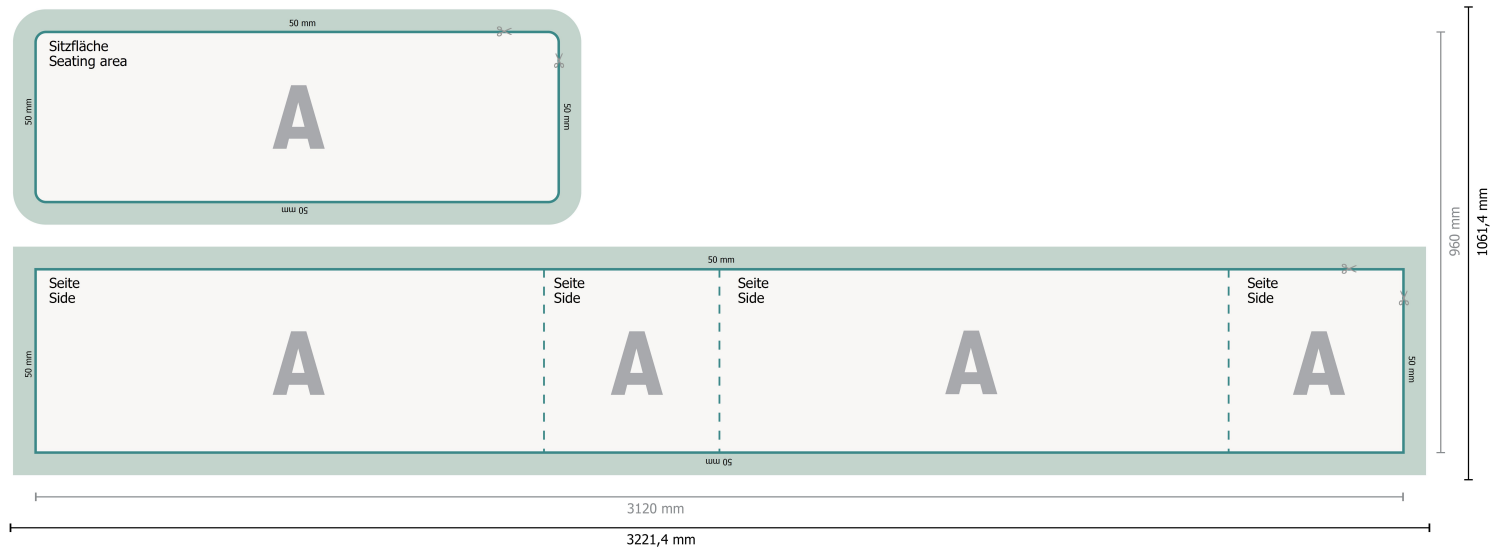 50 mm
Sitzfläche
Seating area
A
50 mm
50 mm
50 mm
50 mm
Seite
Side
A
Seite
Side
A
Seite
Side
A
Seite
Side
A
50 mm
50 mm
50 mm
960 mm
1061,4 mm
3120 mm
3221,4 mm